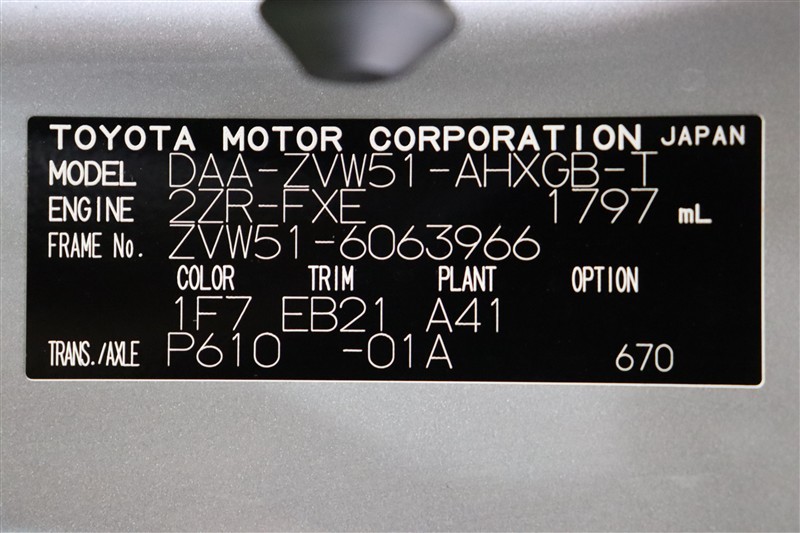 TOYOTA MOTOR CORPORATION JAPAN
MODEL DAA-ZVW51-AHXGB-T
ENGINE 2ZR-FXE 1797 mL
FRAME No. ZVW51-6063966
COLOR TRIM PLANT OPTION
1F7 EB21 A41
TRANS./AXLE P610 -01A 670